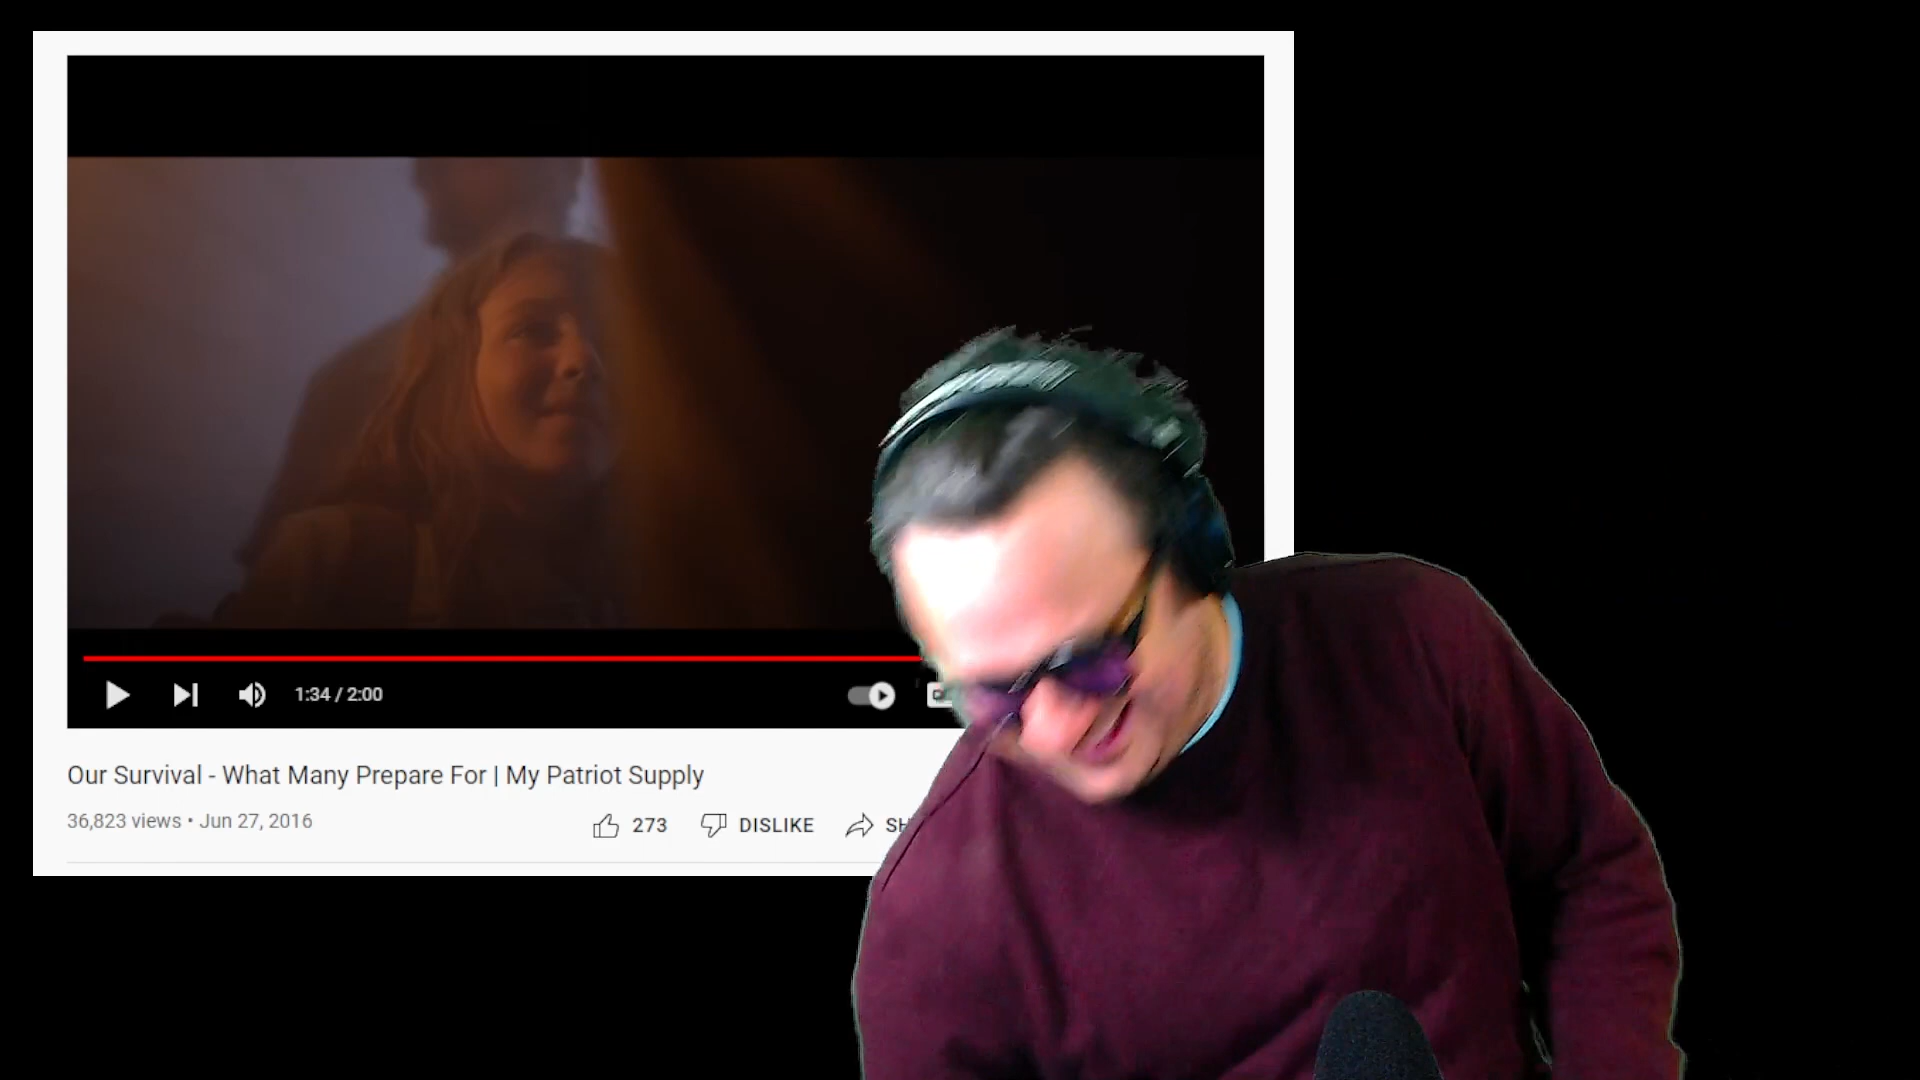 1:34 / 2:00
Our Survival - What Many Prepare For | My Patriot Supply
36,823 views • Jun 27, 2016
273 DISLIKE